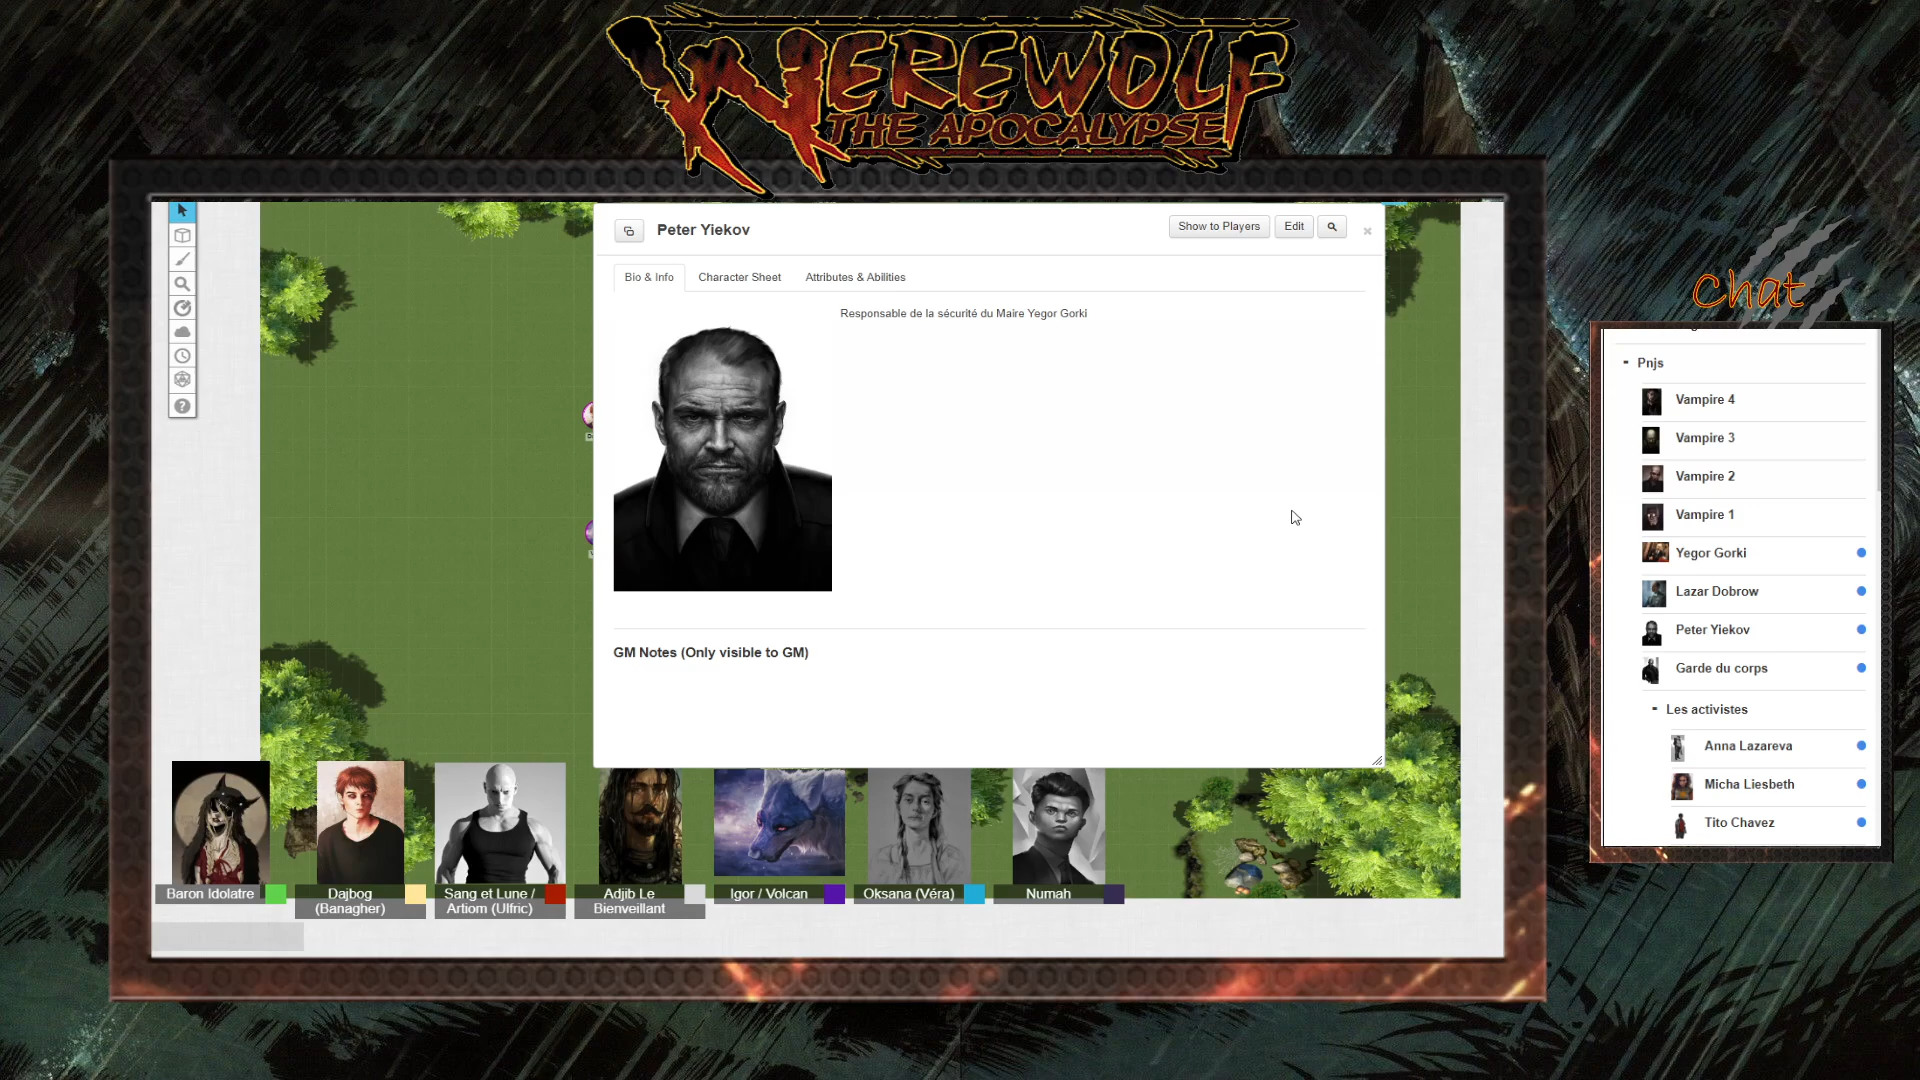 WEREWOLF
THE APOCALYPSE
Peter Yiekov
Show to Players
Edit
Bio & Info
Character Sheet
Attributes & Abilities
Responsable de la sécurité du Maire Yegor Gorki
GM Notes (Only visible to GM)
Baron Idolatre
Dajbog
(Banagher)
Sang et Lune /
Artiom (Ulfric)
Adjib Le
Bienveillant
Igor / Volcan
Oksana (Véra)
Numah
Chat
Pnjs
Vampire 4
Vampire 3
Vampire 2
Vampire 1
Yegor Gorki
Lazar Dobrow
Peter Yiekov
Garde du corps
Les activistes
Anna Lazareva
Micha Liesbeth
Tito Chavez